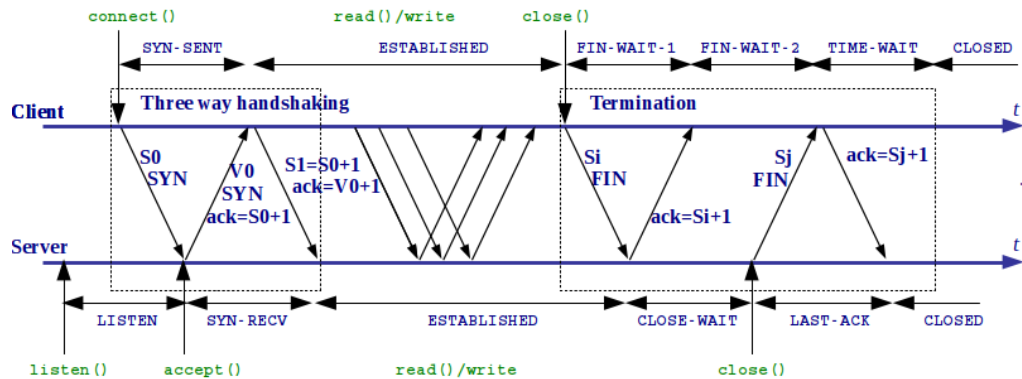 connect() read()/write close()
SYN-SENT ESTABLISHED FIN-WAIT-1 FIN-WAIT-2 TIME-WAIT CLOSED
Three way handshaking Termination
Client t
S0
SYN
V0
SYN
ack=S0+1
S1=S0+1
ack=V0+1
Si
FIN
ack=Si+1
Sj
FIN
ack=Sj+1
Server t
LISTEN SYN-RECV ESTABLISHED CLOSE-WAIT LAST-ACK CLOSED
listen() accept() read()/write close()